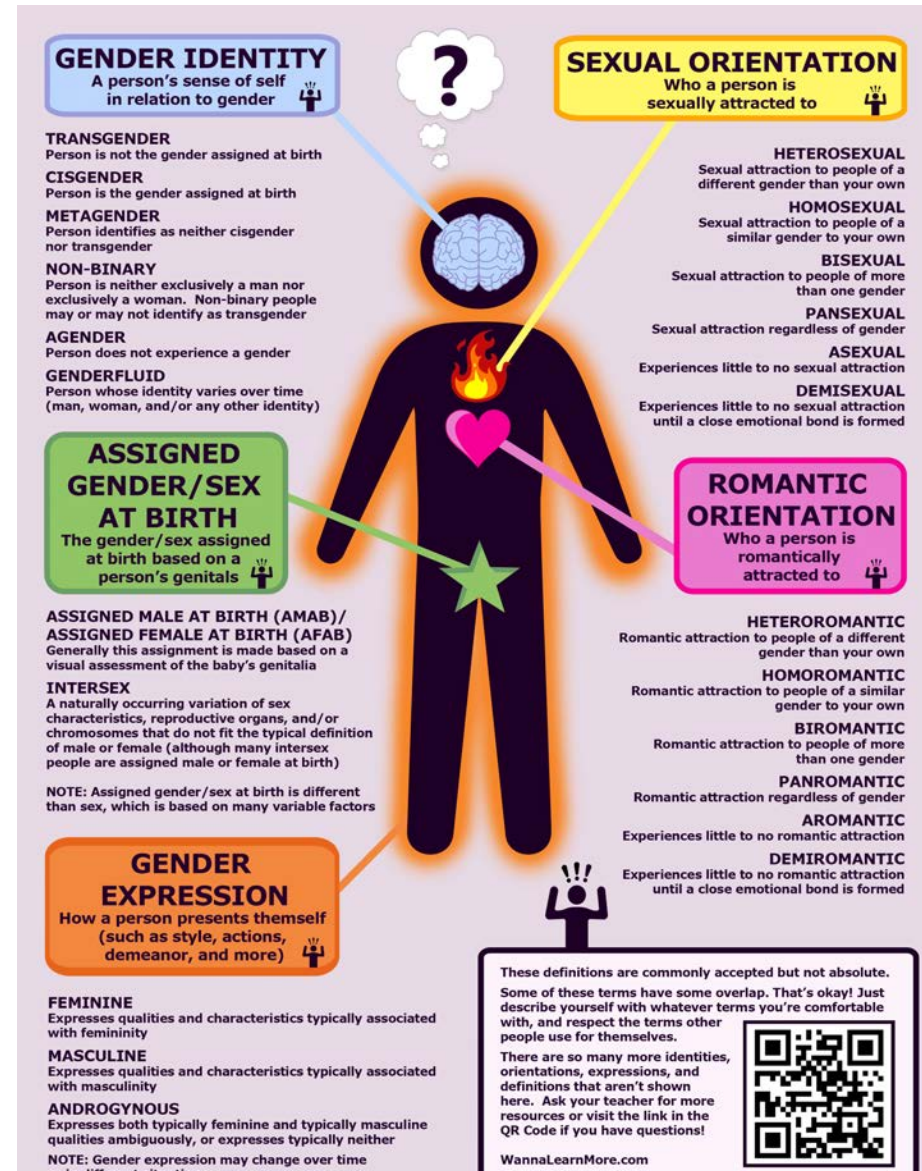 GENDER IDENTITY
A person's sense of self
in relation to gender
TRANSGENDER
Person is not the gender assigned at birth
CISGENDER
Person is the gender assigned at birth
METAGENDER
Person identifies as neither cisgender
nor transgender
NON-BINARY
Person is neither exclusively a man nor
exclusively a woman. Non-binary people
may or may not identify as transgender
AGENDER
Person does not experience a gender
GENDERFLUID
Person whose identity varies over time
(man, woman, and/or any other identity)
ASSIGNED
GENDER/SEX
AT BIRTH
The gender/sex assigned
at birth based on a
person's genitals
ASSIGNED MALE AT BIRTH (AMAB)/
ASSIGNED FEMALE AT BIRTH (AFAB)
Generally this assignment is made based on a
visual assessment of the baby's genitalia
INTERSEX
A naturally occurring variation of sex
characteristics, reproductive organs, and/or
chromosomes that do not fit the typical definition
of male or female (although many intersex
people are assigned male or female at birth)
NOTE: Assigned gender/sex at birth is different
than sex, which is based on many variable factors
GENDER
EXPRESSION
How a person presents themself
(such as style, actions,
demeanor, and more)
FEMININE
Expresses qualities and characteristics typically associated
with femininity
MASCULINE
Expresses qualities and characteristics typically associated
with masculinity
ANDROGYNOUS
Expresses both typically feminine and typically masculine
qualities ambiguously, or expresses typically neither
NOTE: Gender expression may change over time
?
SEXUAL ORIENTATION
Who a person is
sexually attracted to
HETEROSEXUAL
Sexual attraction to people of a
different gender than your own
HOMOSEXUAL
Sexual attraction to people of a
similar gender to your own
BISEXUAL
Sexual attraction to people of more
than one gender
PANSEXUAL
Sexual attraction regardless of gender
ASEXUAL
Experiences little to no sexual attraction
DEMISEXUAL
Experiences little to no sexual attraction
until a close emotional bond is formed
ROMANTIC
ORIENTATION
Who a person is
romantically
attracted to
HETEROROMANTIC
Romantic attraction to people of a different
gender than your own
HOMOROMANTIC
Romantic attraction to people of a similar
gender to your own
BIROMANTIC
Romantic attraction to people of more
than one gender
PANROMANTIC
Romantic attraction regardless of gender
AROMANTIC
Experiences little to no romantic attraction
DEMIROMANTIC
Experiences little to no romantic attraction
until a close emotional bond is formed
!!!
These definitions are commonly accepted but not absolute.
Some of these terms have some overlap. That's okay! Just
describe yourself with whatever terms you're comfortable
with, and respect the terms other
people use for themselves.
There are so many more identities,
orientations, expressions, and
definitions that aren't shown
here. Ask your teacher for more
resources or visit the link in the
QR Code if you have questions!
WannaLearnMore.com